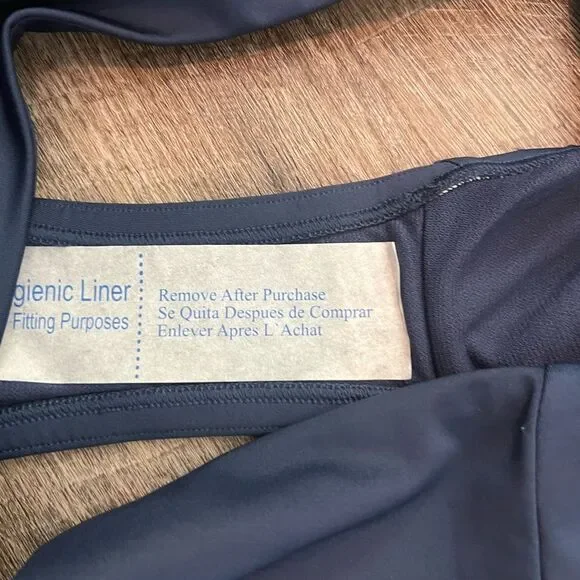 gienic Liner
Fitting Purposes
Remove After Purchase
Se Quita Despues de Comprar
Enlever Apres L`Achat